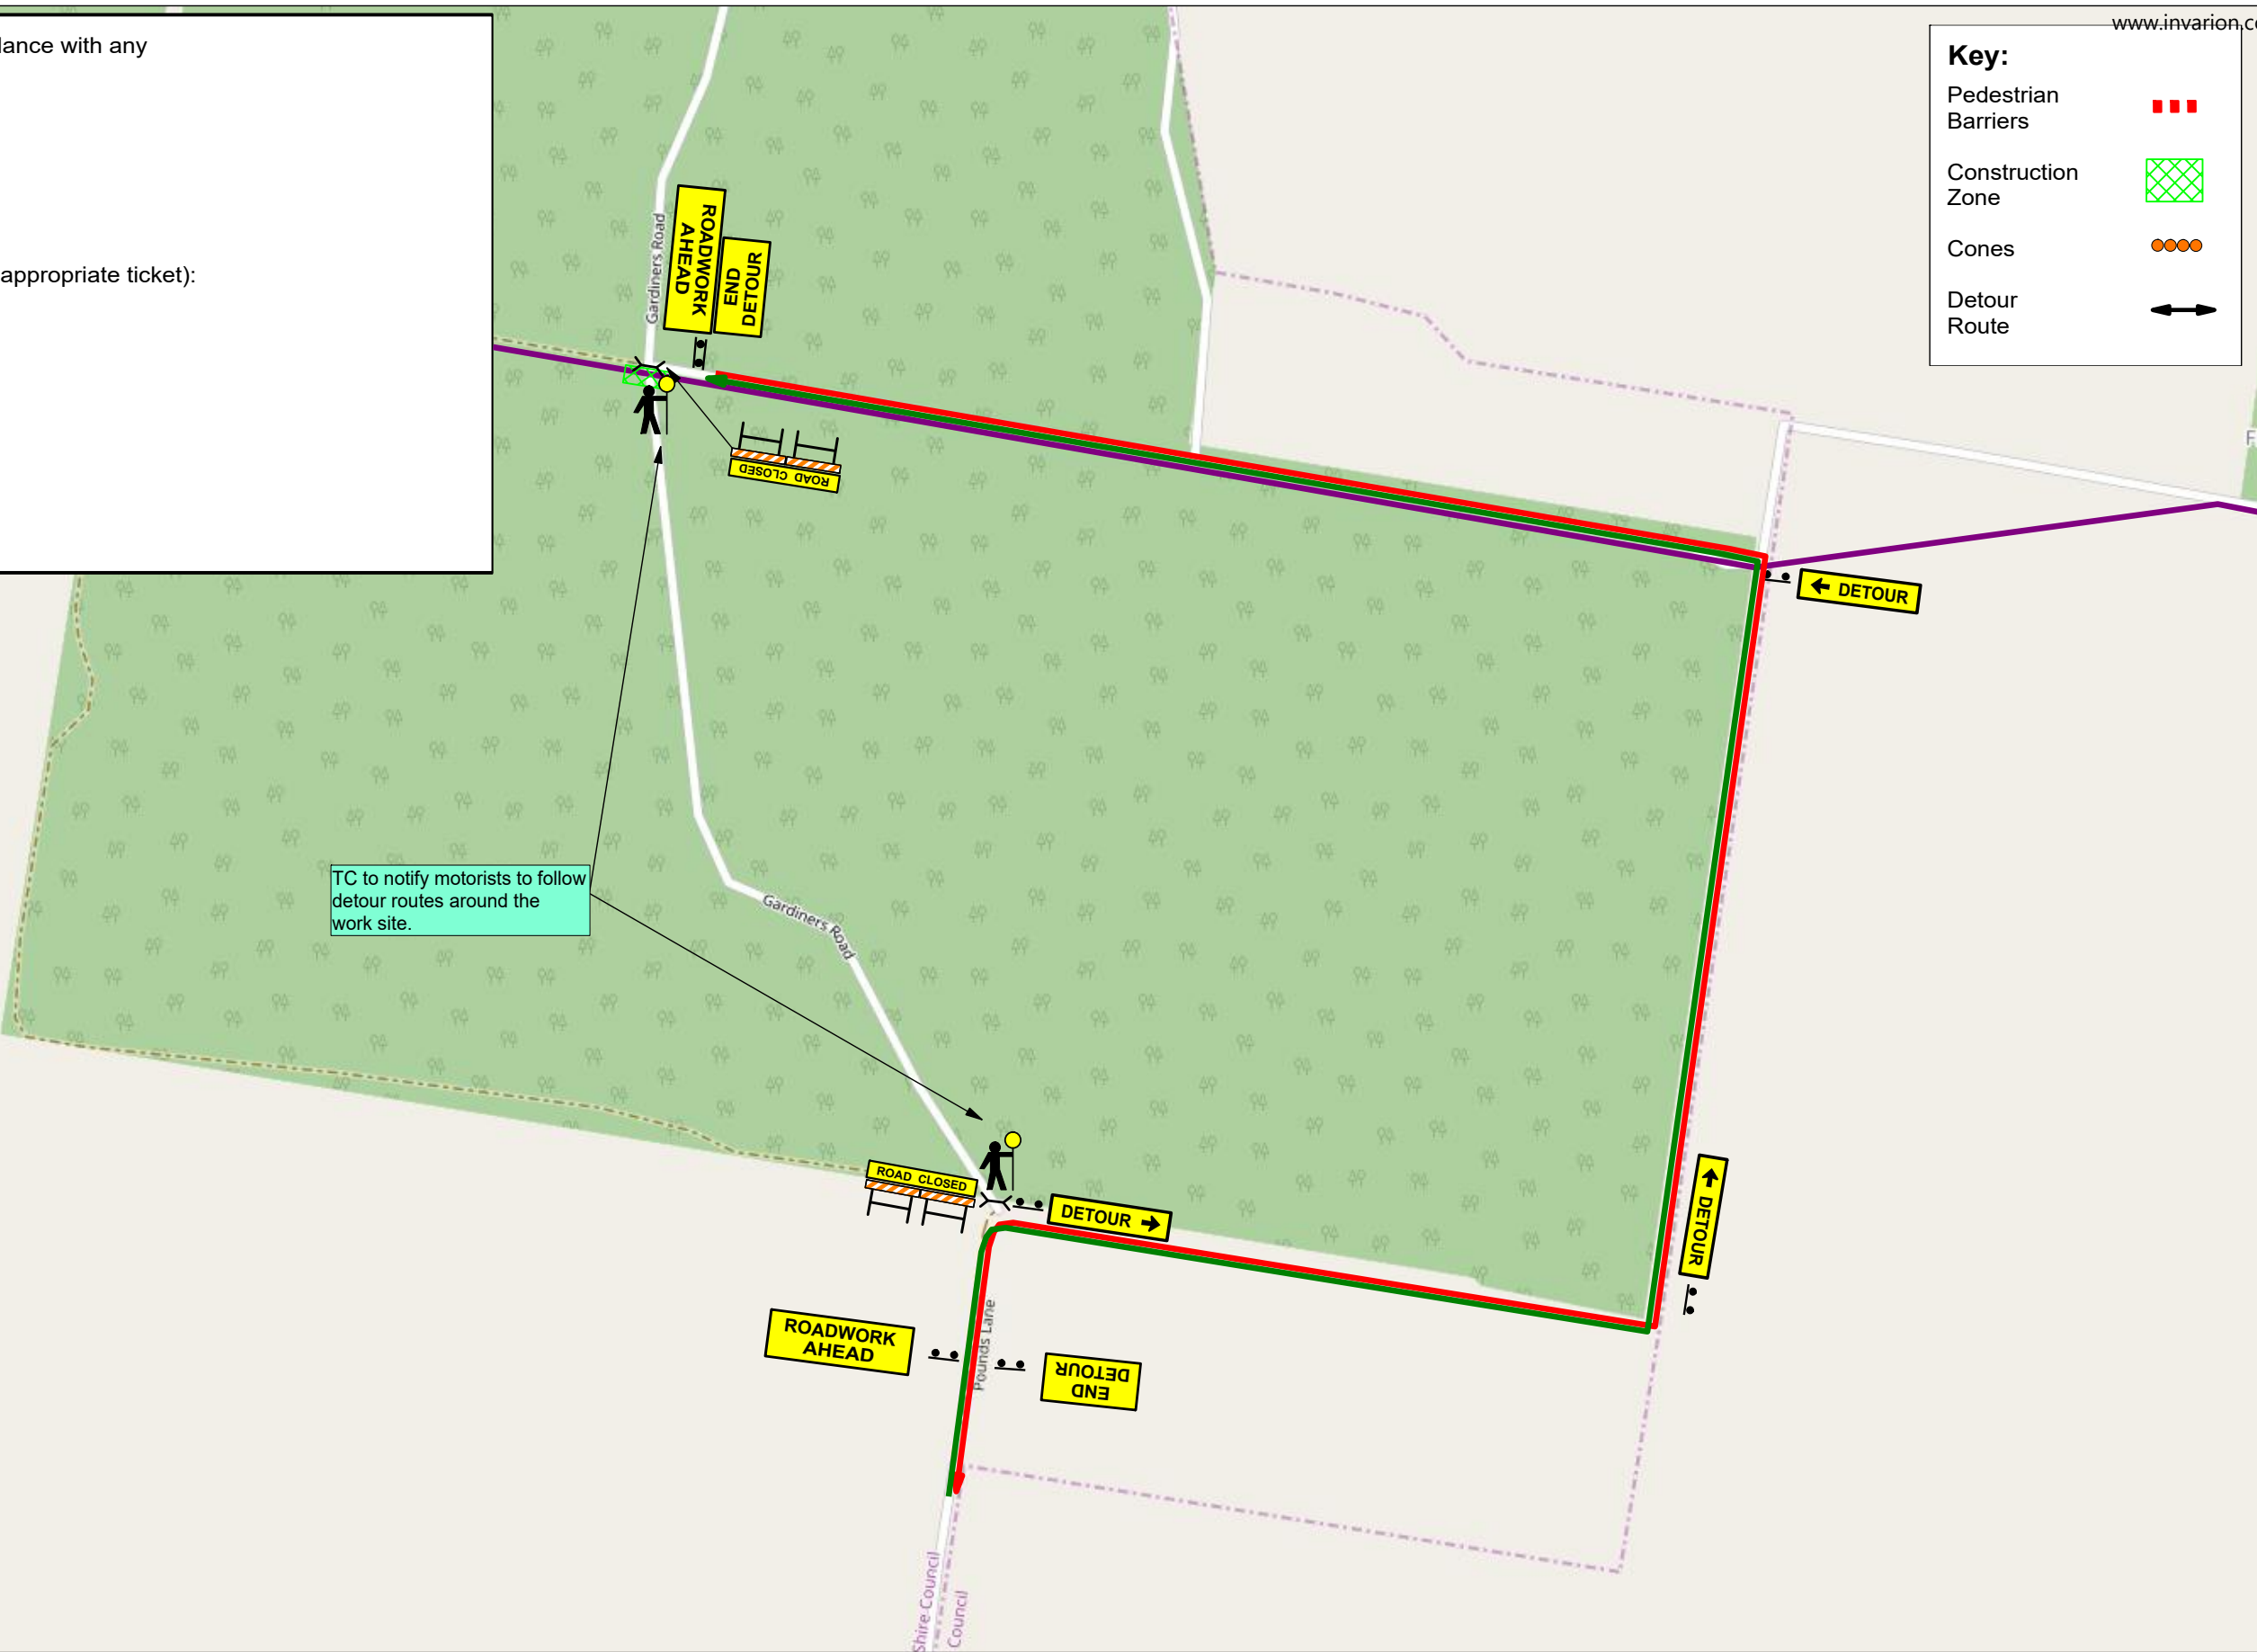 www.invarion.c
lance with any
appropriate ticket):
Key:
Pedestrian
Barriers
Construction
Zone
Cones
Detour
Route
Gardiners Road
ROADWORK
AHEAD
END
DETOUR
ROAD CLOSED
F
DETOUR
TC to notify motorists to follow
detour routes around the
work site.
Gardiners Road
ROAD CLOSED
DETOUR
DETOUR
ROADWORK
AHEAD
Pounds Lane
END
DETOUR
Shire Council
Council